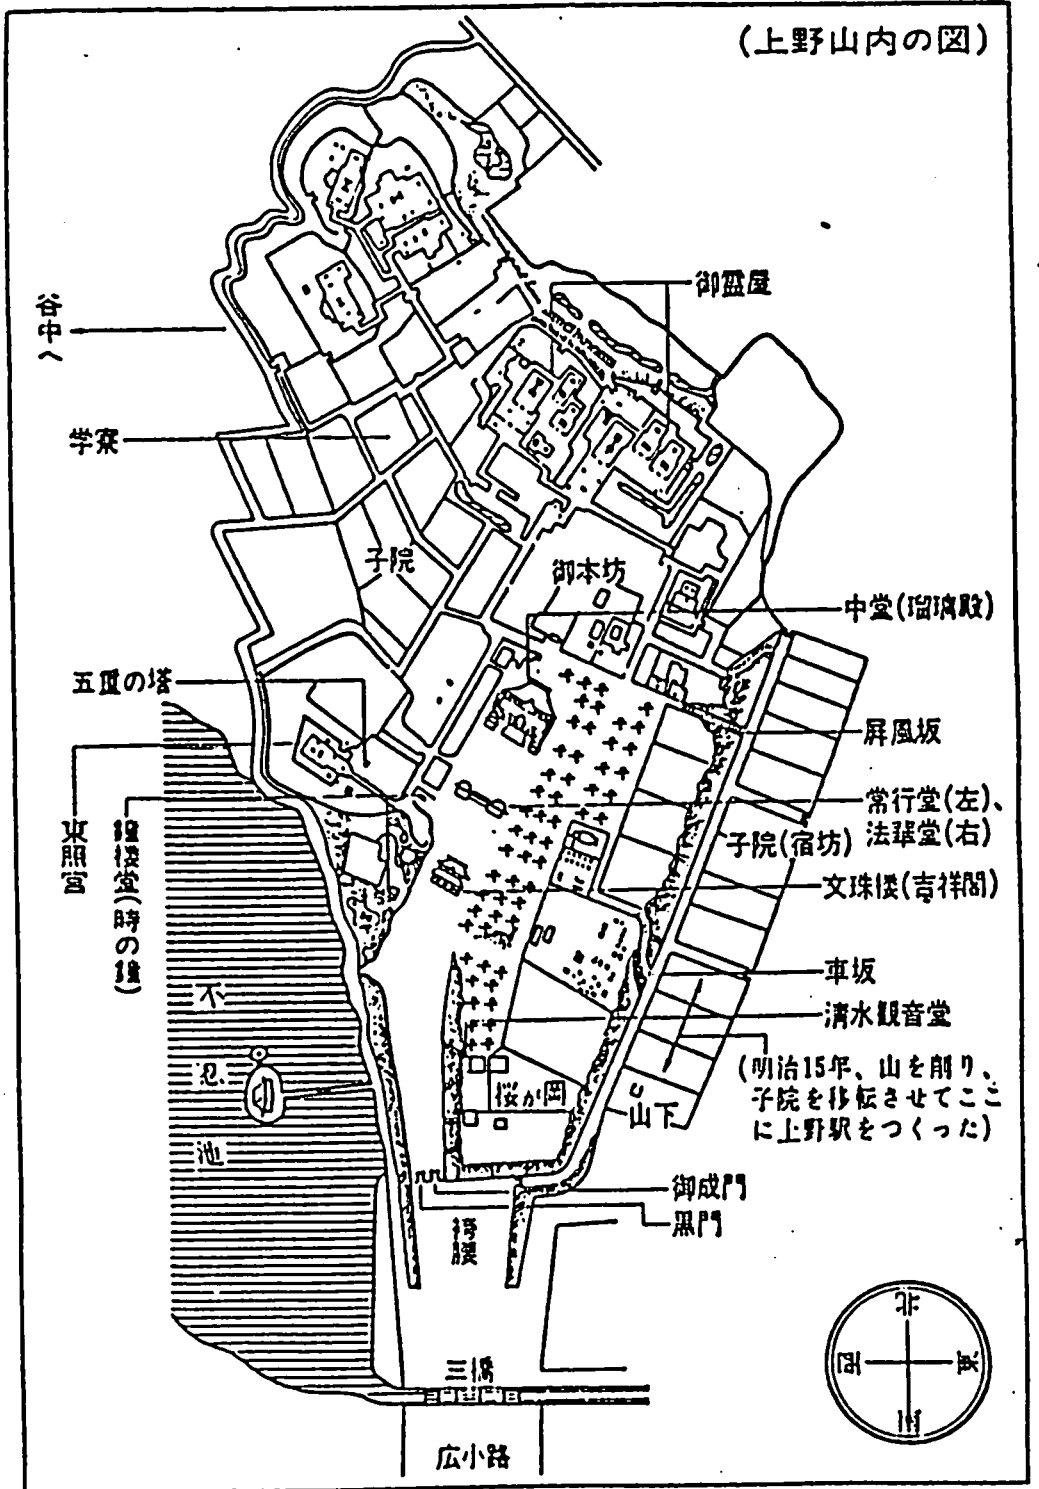 (上野山内の図)
御霊屋
谷中へ
学寮
子院
御本坊
中堂(瑠璃殿)
五重の塔
屏風坂
常行堂(左)、
法華堂(右)
子院(宿坊)
東照宮
鐘楼堂(時の鐘)
文珠楼(吉祥閣)
車坂
清水観音堂
不忍池
(明治15年、山を削り、
子院を移転させてここ
に上野駅をつくった)
桜が岡
山下
御成門
黒門
袴腰
三橋
広小路
北
西
東
南